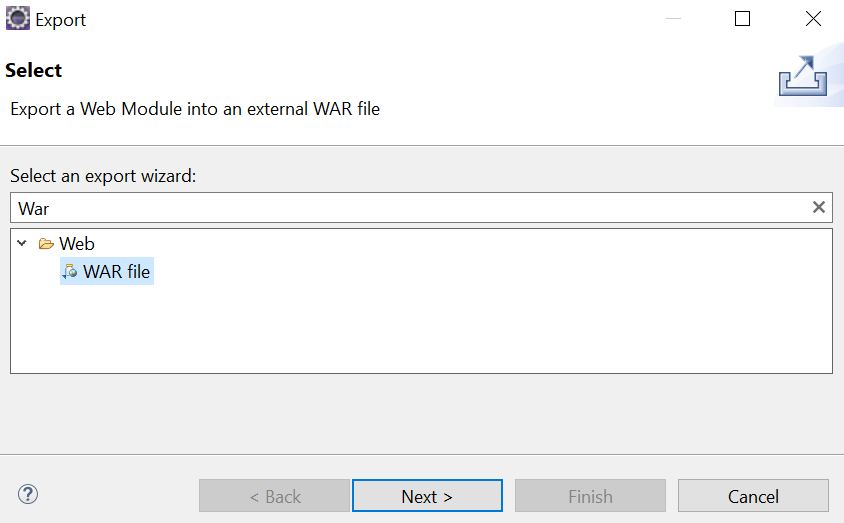 Export
Select
Export a Web Module into an external WAR file
Select an export wizard:
War
Web
WAR file
< Back Next > Finish Cancel